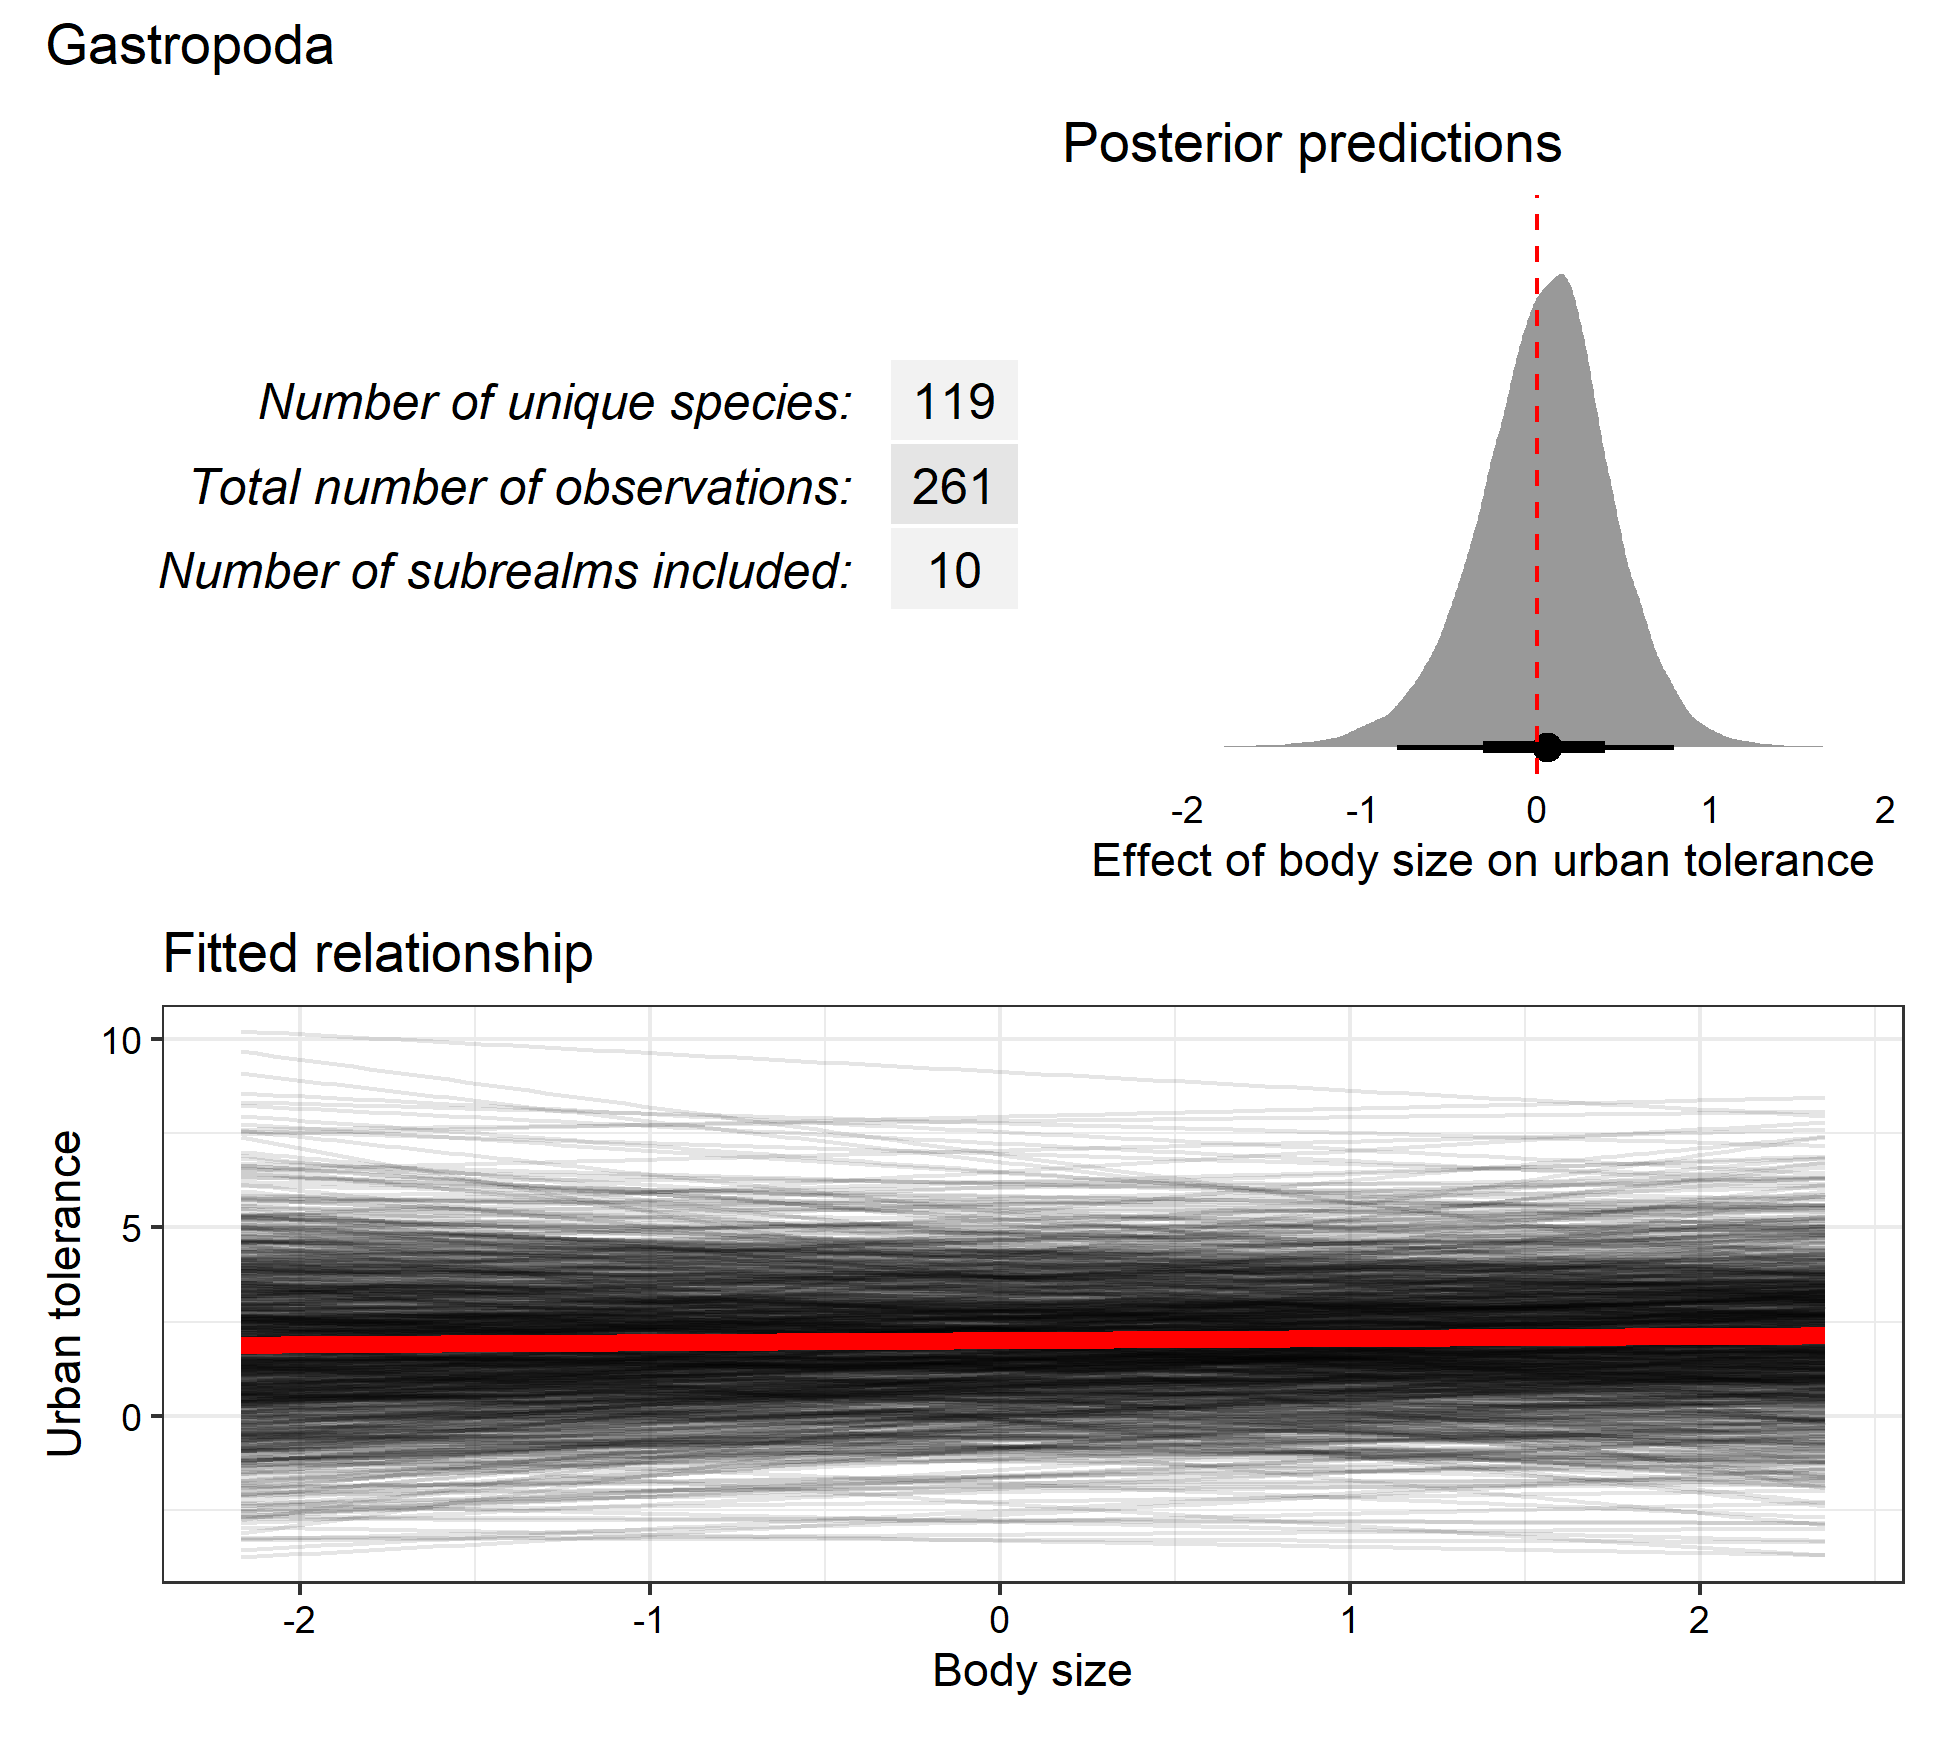 Gastropoda
Posterior predictions
Number of unique species: 119
Total number of observations: 261
Number of subrealms included: 10
-2 -1 0 1 2
Effect of body size on urban tolerance
Fitted relationship
10
5
0
Urban tolerance
-2 -1 0 1 2
Body size